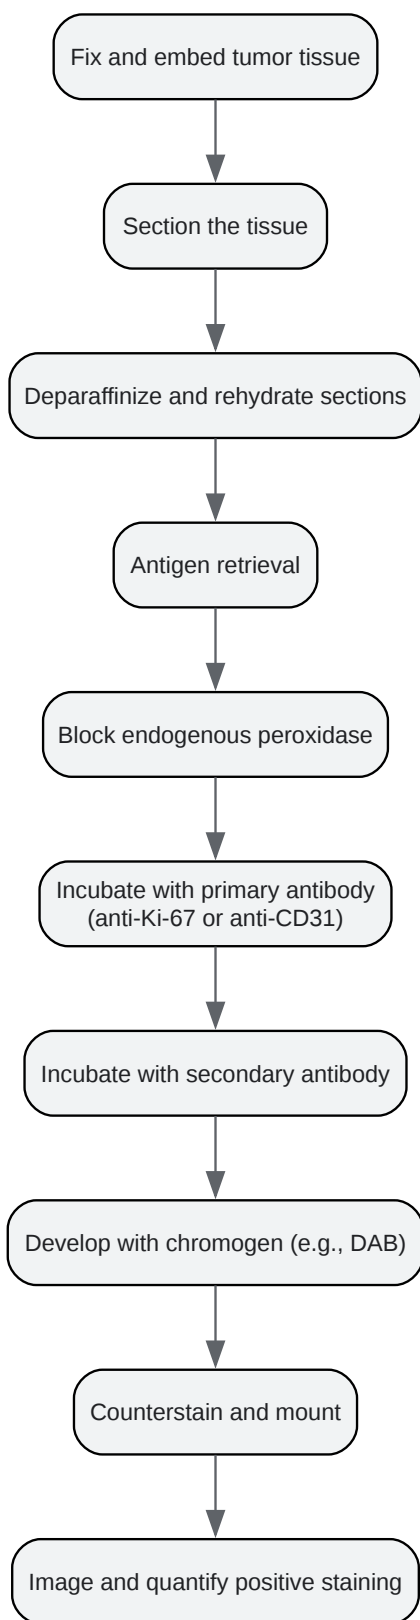 Fix and embed tumor tissue
Section the tissue
Deparaffinize and rehydrate sections
Antigen retrieval
Block endogenous peroxidase
Incubate with primary antibody
(anti-Ki-67 or anti-CD31)
Incubate with secondary antibody
Develop with chromogen (e.g., DAB)
Counterstain and mount
Image and quantify positive staining